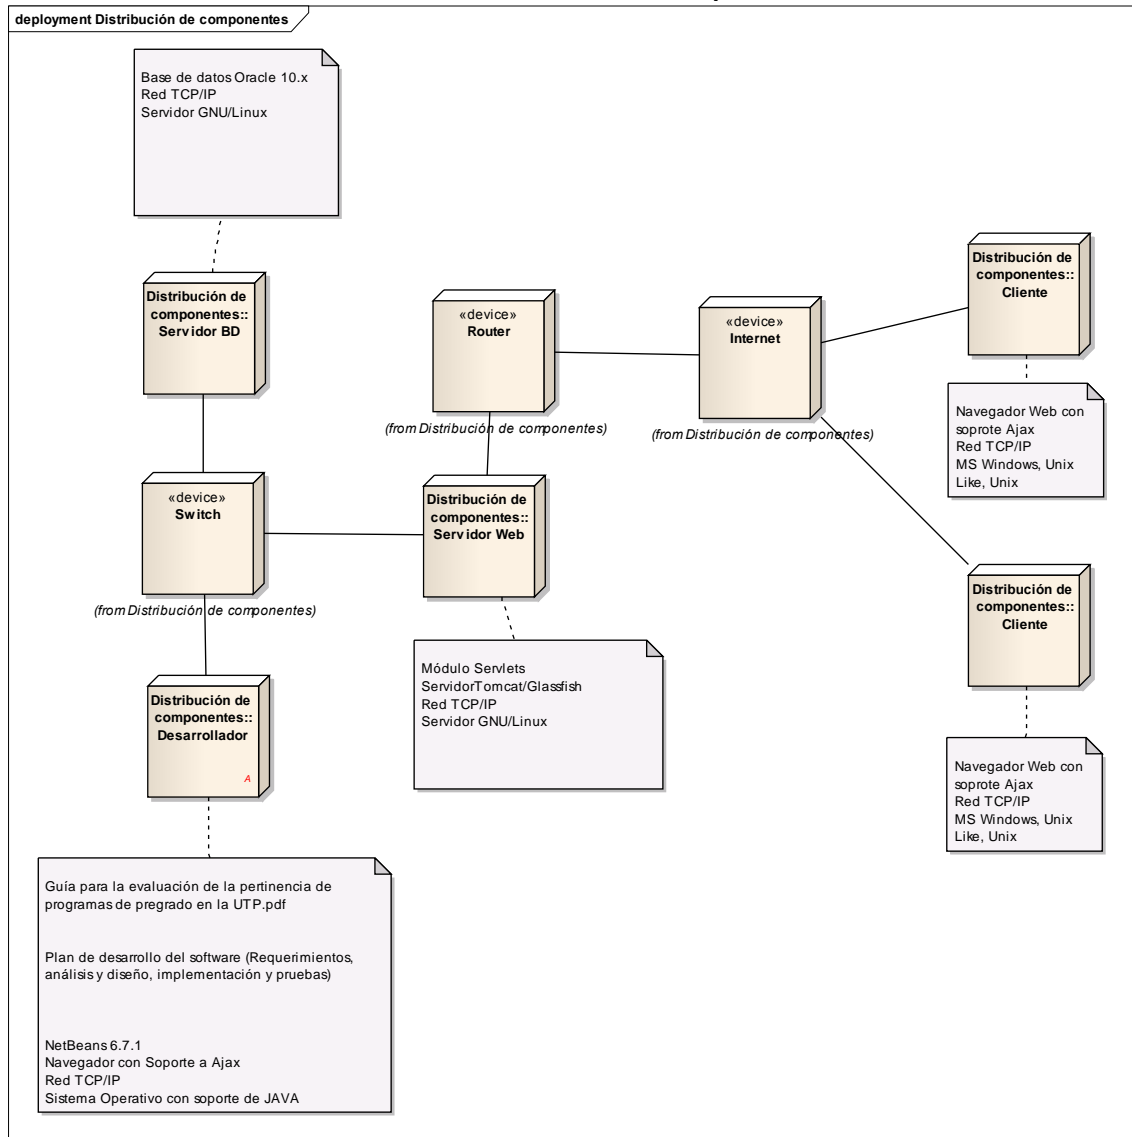 deployment Distribución de componentes
Base de datos Oracle 10.x
Red TCP/IP
Servidor GNU/Linux
Distribución de
componentes::
Servidor BD
«device»
Router
(from Distribución de componentes)
«device»
Internet
(from Distribución de componentes)
Distribución de
componentes::
Cliente
Navegador Web con
soprote Ajax
Red TCP/IP
MS Windows, Unix
Like, Unix
«device»
Switch
(from Distribución de componentes)
Distribución de
componentes::
Servidor Web
Distribución de
componentes::
Cliente
Módulo Servlets
ServidorTomcat/Glassfish
Red TCP/IP
Servidor GNU/Linux
Distribución de
componentes::
Desarrollador
A
Navegador Web con
soprote Ajax
Red TCP/IP
MS Windows, Unix
Like, Unix
Guía para la evaluación de la pertinencia de
programas de pregrado en la UTP.pdf
Plan de desarrollo del software (Requerimientos,
análisis y diseño, implementación y pruebas)
NetBeans 6.7.1
Navegador con Soporte a Ajax
Red TCP/IP
Sistema Operativo con soporte de JAVA